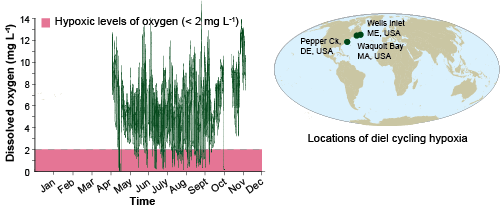 Hypoxic levels of oxygen (< 2 mg L⁻¹)
Dissolved oxygen (mg L⁻¹)
14
12
10
8
6
4
2
0
Jan Feb Mar Apr May Jun Jul Aug Sept Oct Nov Dec
Time
Wells Inlet
ME, USA
Pepper Ck,
DE, USA
Waquoit Bay
MA, USA
Locations of diel cycling hypoxia